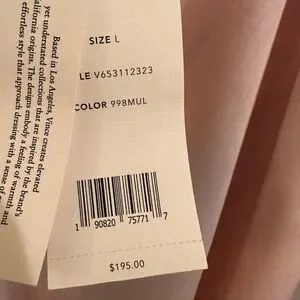 SIZE L
LE V653112323
COLOR 998MUL
1 90820 75771 7
$195.00
Based in Los Angeles, Vince creates elevated
yet understated collections that are inspired by the brand's
California origins. The designs embody a feeling of warmth and
effortless style that approach dressing with a sense of